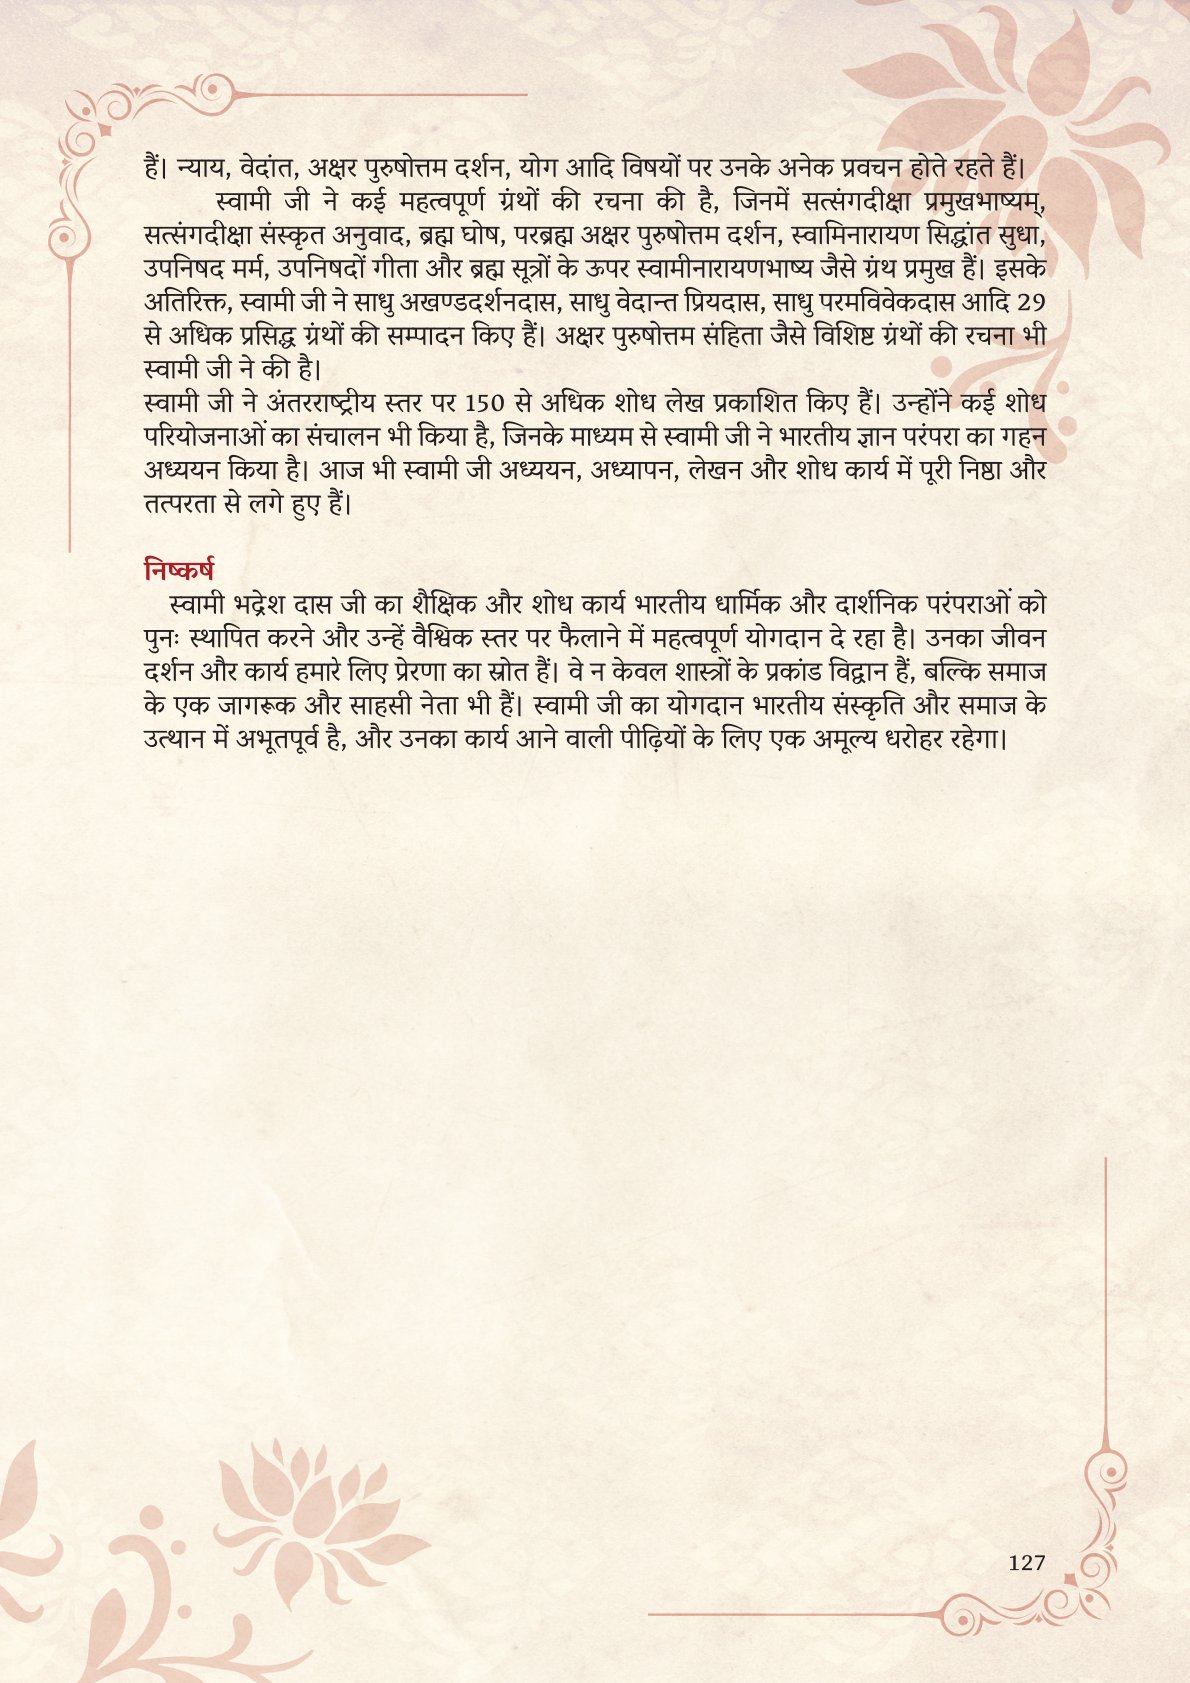 हैं। न्याय, वेदांत, अक्षर पुरुषोत्तम दर्शन, योग आदि विषयों पर उनके अनेक प्रवचन होते रहते हैं।
स्वामी जी ने कई महत्वपूर्ण ग्रंथों की रचना की है, जिनमें सत्संगदीक्षा प्रमुखभाष्यम्,
सत्संगदीक्षा संस्कृत अनुवाद, ब्रह्म घोष, परब्रह्म अक्षर पुरुषोत्तम दर्शन, स्वामिनारायण सिद्धांत सुधा,
उपनिषद मर्म, उपनिषदों गीता और ब्रह्म सूत्रों के ऊपर स्वामीनारायणभाष्य जैसे ग्रंथ प्रमुख हैं। इसके
अतिरिक्त, स्वामी जी ने साधु अखण्डदर्शनदास, साधु वेदान्त प्रियदास, साधु परमविवेकदास आदि 29
से अधिक प्रसिद्ध ग्रंथों की सम्पादन किए हैं। अक्षर पुरुषोत्तम संहिता जैसे विशिष्ट ग्रंथों की रचना भी
स्वामी जी ने की है।
स्वामी जी ने अंतरराष्ट्रीय स्तर पर 150 से अधिक शोध लेख प्रकाशित किए हैं। उन्होंने कई शोध
परियोजनाओं का संचालन भी किया है, जिनके माध्यम से स्वामी जी ने भारतीय ज्ञान परंपरा का गहन
अध्ययन किया है। आज भी स्वामी जी अध्ययन, अध्यापन, लेखन और शोध कार्य में पूरी निष्ठा और
तत्परता से लगे हुए हैं।
निष्कर्ष
स्वामी भद्रेश दास जी का शैक्षिक और शोध कार्य भारतीय धार्मिक और दार्शनिक परंपराओं को
पुनः स्थापित करने और उन्हें वैश्विक स्तर पर फैलाने में महत्वपूर्ण योगदान दे रहा है। उनका जीवन
दर्शन और कार्य हमारे लिए प्रेरणा का स्रोत हैं। वे न केवल शास्त्रों के प्रकांड विद्वान हैं, बल्कि समाज
के एक जागरूक और साहसी नेता भी हैं। स्वामी जी का योगदान भारतीय संस्कृति और समाज के
उत्थान में अभूतपूर्व है, और उनका कार्य आने वाली पीढ़ियों के लिए एक अमूल्य धरोहर रहेगा।
127